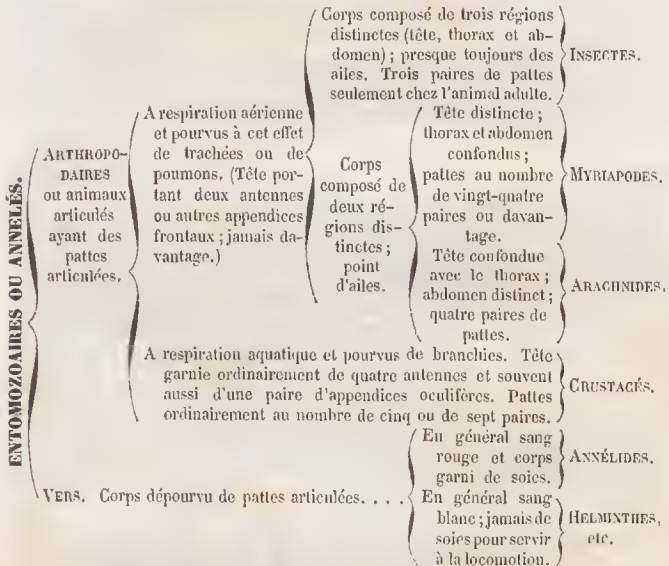 ENTOMOZOAIRES OU ANNELÉS.
ARTHROPO-
DAIRES
ou animaux
articulés
ayant des
pattes
articulées.
A respiration aérienne
et pourvus à cet effet
de trachées ou de
poumons. (Tête por-
tant deux antennes
ou autres appendices
frontaux ; jamais da-
vantage.)
Corps composé de trois régions
distinctes (tête, thorax et ab-
domen) ; presque toujours des
ailes. Trois paires de pattes
seulement chez l'animal adulte.
INSECTES.
Corps
composé de
deux ré-
gions dis-
tinctes ;
point
d'ailes.
Tête distincte ;
thorax et abdomen
confondus ;
pattes au nombre
de vingt-quatre
paires ou davan-
tage.
MYRIAPODES.
Tête confondue
avec le thorax ;
abdomen distinct ;
quatre paires de
pattes.
ARACHNIDES.
A respiration aquatique et pourvus de branchies. Tête
garnie ordinairement de quatre antennes et souvent
aussi d'une paire d'appendices oculifères. Pattes
ordinairement au nombre de cinq ou de sept paires.
CRUSTACÉS.
VERS. Corps dépourvu de pattes articulées. . . .
En général sang
rouge et corps
garni de soies.
ANNÉLIDES.
En général sang
blanc ; jamais de
soies pour servir
à la locomotion.
HELMINTHES,
etc.